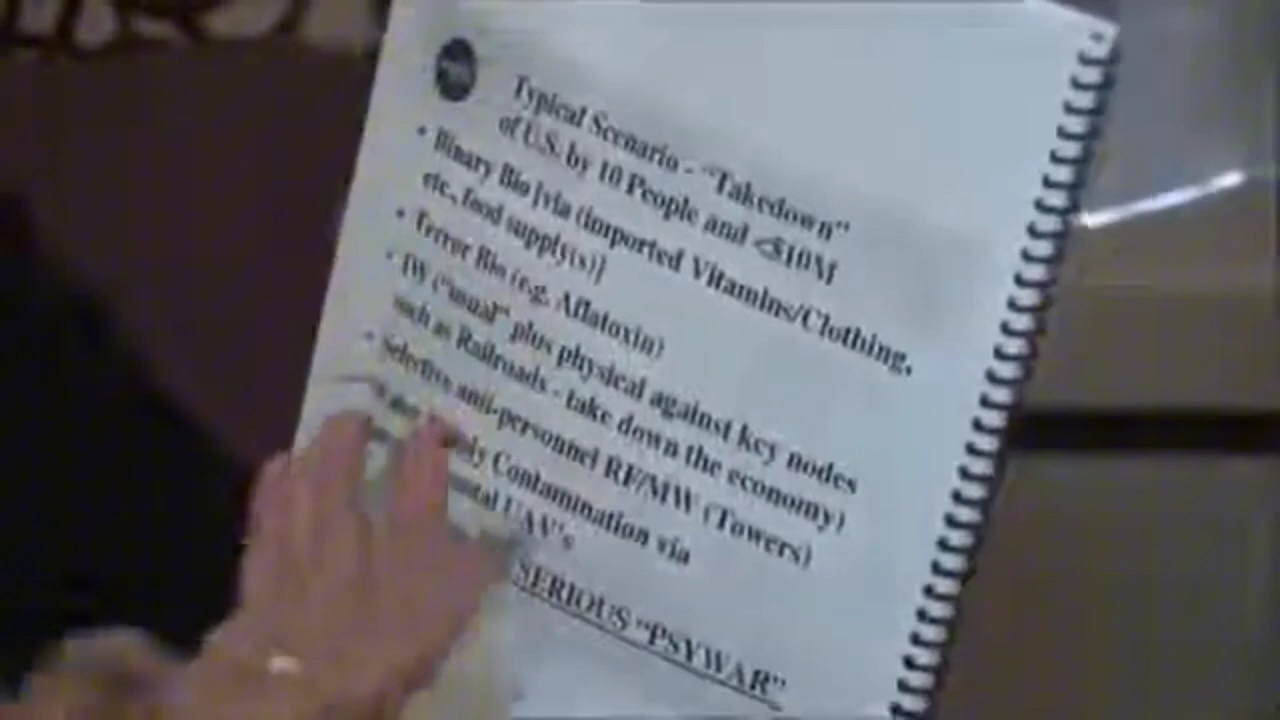 Typical Scenario - "Takedown"
of U.S. by 10 People and <$10M
• Binary Bio [via (imported Vitamins/Clothing,
etc., food supply(s)]
• Terror Bio (e.g. Aflatoxin)
• IW ("usual" plus physical against key nodes
such as Railroads - take down the economy)
• Selective anti-personnel RF/MW (Towers)
Contamination via
UAV's
SERIOUS "PSYWAR"